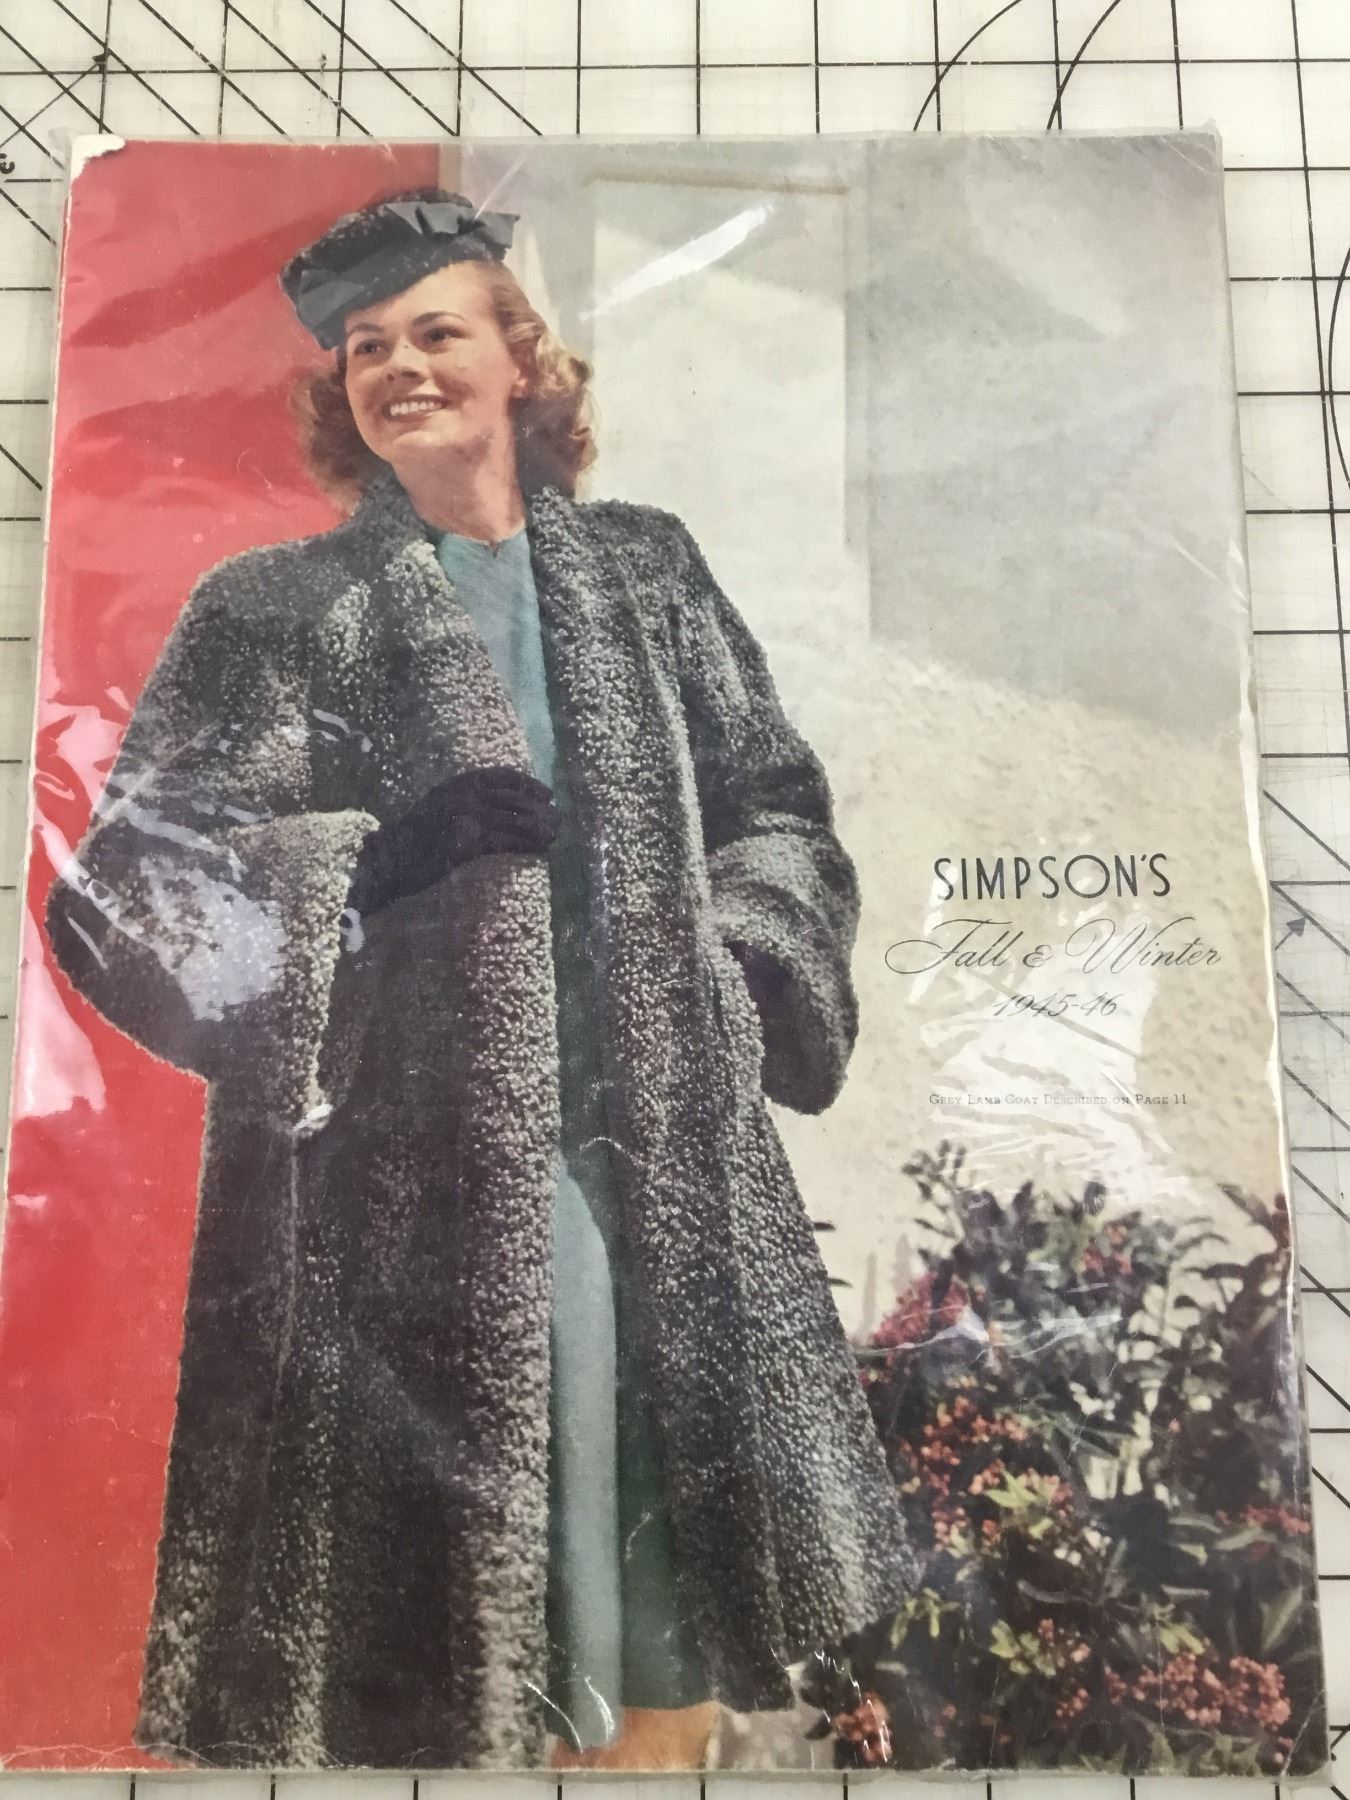 SIMPSON'S
Fall & Winter
1945-46
GREY LAMB COAT DESCRIBED ON PAGE 11